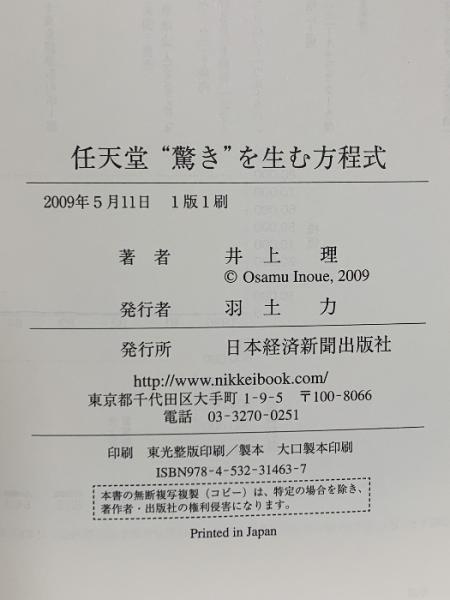 任天堂 “驚き”を生む方程式
2009年5月11日 1版1刷
著者 井上 理
© Osamu Inoue, 2009
発行者 羽土 力
発行所 日本経済新聞出版社
http://www.nikkeibook.com/
東京都千代田区大手町 1-9-5 〒100-8066
電話 03-3270-0251
印刷 東光整版印刷／製本 大口製本印刷
ISBN978-4-532-31463-7
本書の無断複写複製（コピー）は、特定の場合を除き、
著作者・出版社の権利侵害になります。
Printed in Japan